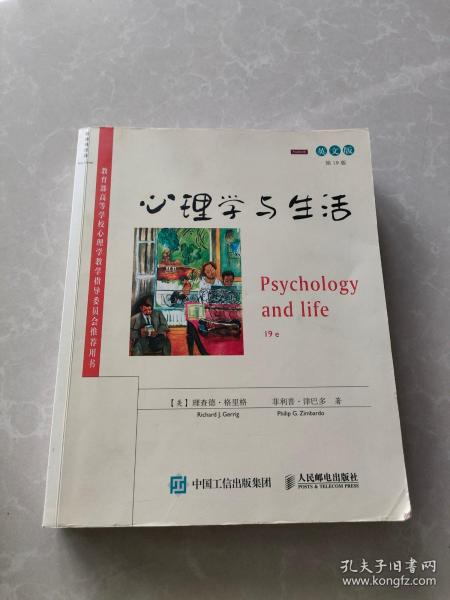 英文版
第19版
心理学与生活
教育部高等学校心理学教学指导委员会推荐用书
Psychology
and life
19 e
【美】理查德·格里格 菲利普·津巴多 著
Richard J. Gerrig Philip G. Zimbardo
中国工信出版集团
人民邮电出版社
POSTS & TELECOM PRESS
孔夫子旧书网
www.kongfz.com